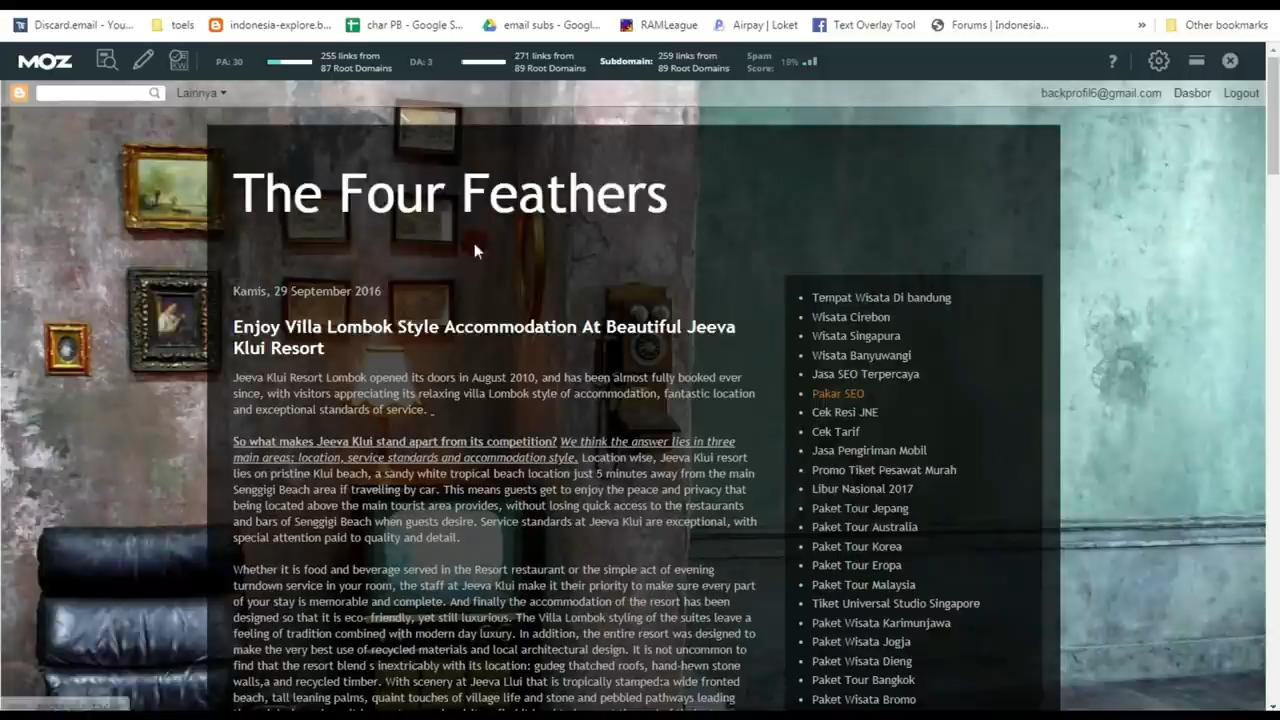 Discard.email - You...
toels
indonesia-explore.b...
char PB - Google S...
email subs - Googl...
RAMLeague
Airpay | Loket
Text Overlay Tool
Forums | Indonesia...
»
Other bookmarks
MOZ
PA: 30
255 links from
87 Root Domains
DA: 3
271 links from
89 Root Domains
Subdomain:
259 links from
89 Root Domains
Spam
Score:
18%
?
Lainnya
backprofil6@gmail.com
Dasbor
Logout
The Four Feathers
Kamis, 29 September 2016
Enjoy Villa Lombok Style Accommodation At Beautiful Jeeva
Klui Resort
Jeeva Klui Resort Lombok opened its doors in August 2010, and has been almost fully booked ever
since, with visitors appreciating its relaxing villa Lombok style of accommodation, fantastic location
and exceptional standards of service.
So what makes Jeeva Klui stand apart from its competition? We think the answer lies in three
main areas; location, service standards and accommodation style. Location wise, Jeeva Klui resort
lies on pristine Klui beach, a sandy white tropical beach location just 5 minutes away from the main
Senggigi Beach area if travelling by car. This means guests get to enjoy the peace and privacy that
being located above the main tourist area provides, without losing quick access to the restaurants
and bars of Senggigi Beach when guests desire. Service standards at Jeeva Klui are exceptional, with
special attention paid to quality and detail.
Whether it is food and beverage served in the Resort restaurant or the simple act of evening
turndown service in your room, the staff at Jeeva Klui make it their priority to make sure every part
of your stay is memorable and complete. And finally the accommodation of the resort has been
designed so that it is eco-friendly, yet still luxurious. The Villa Lombok styling of the suites leave a
feeling of tradition combined with modern day luxury. In addition, the entire resort was designed to
make the very best use of recycled materials and local architectural design. It is not uncommon to
find that the resort blend s inextricably with its location: gudeg thatched roofs, hand-hewn stone
walls,a and recycled timber. With scenery at Jeeva Llui that is tropically stamped:a wide fronted
beach, tall leaning palms, quaint touches of village life and stone and pebbled pathways leading
Tempat Wisata Di bandung
Wisata Cirebon
Wisata Singapura
Wisata Banyuwangi
Jasa SEO Terpercaya
Pakar SEO
Cek Resi JNE
Cek Tarif
Jasa Pengiriman Mobil
Promo Tiket Pesawat Murah
Libur Nasional 2017
Paket Tour Jepang
Paket Tour Australia
Paket Tour Korea
Paket Tour Eropa
Paket Tour Malaysia
Tiket Universal Studio Singapore
Paket Wisata Karimunjawa
Paket Wisata Jogja
Paket Wisata Dieng
Paket Tour Bangkok
Paket Wisata Bromo